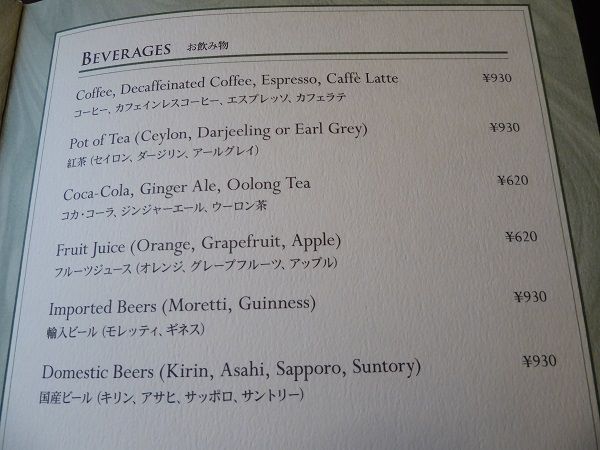 BEVERAGES お飲み物
Coffee, Decaffeinated Coffee, Espresso, Caffè Latte ¥930
コーヒー、カフェインレスコーヒー、エスプレッソ、カフェラテ
Pot of Tea (Ceylon, Darjeeling or Earl Grey) ¥930
紅茶（セイロン、ダージリン、アールグレイ）
Coca-Cola, Ginger Ale, Oolong Tea ¥620
コカ・コーラ、ジンジャーエール、ウーロン茶
Fruit Juice (Orange, Grapefruit, Apple) ¥620
フルーツジュース（オレンジ、グレープフルーツ、アップル）
Imported Beers (Moretti, Guinness) ¥930
輸入ビール（モレッティ、ギネス）
Domestic Beers (Kirin, Asahi, Sapporo, Suntory) ¥930
国産ビール（キリン、アサヒ、サッポロ、サントリー）